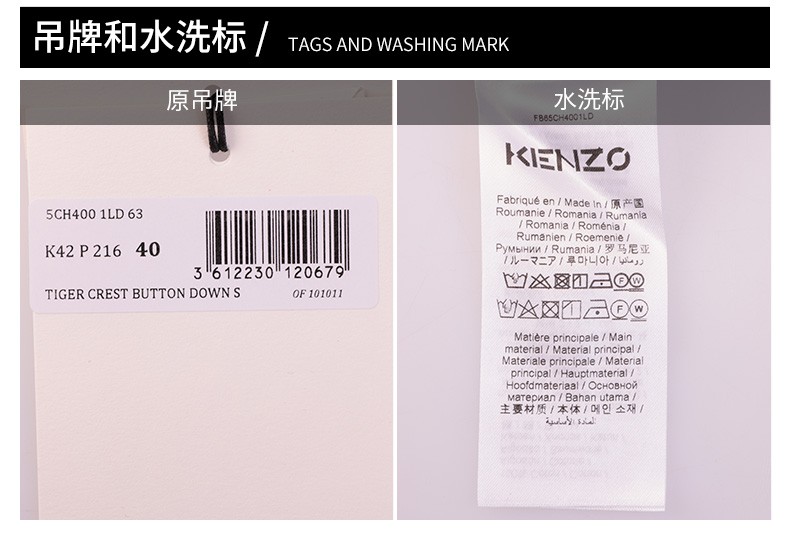 吊牌和水洗标 / TAGS AND WASHING MARK
原吊牌
5CH400 1LD 63
K42 P 216 40
3 612230 120679
TIGER CREST BUTTON DOWN S OF 101011
水洗标
FB65CH4001LD
KENZO
Fabriqué en / Made In / 原产国
Roumanie / Romania / Rumania
/ Romania / Roménia /
Rumänien / Roemenië /
Румынии / Rumania / 罗马尼亚
/ ルーマニア / 루마니아 / رومانيا
Matière principale / Main
material / Material principal /
Materiale principale / Material
principal / Hauptmaterial /
Hoofdmateriaal / Основной
материал / Bahan utama /
主要材质 / 本体 / 메인 소재 /
المادة الأساسية